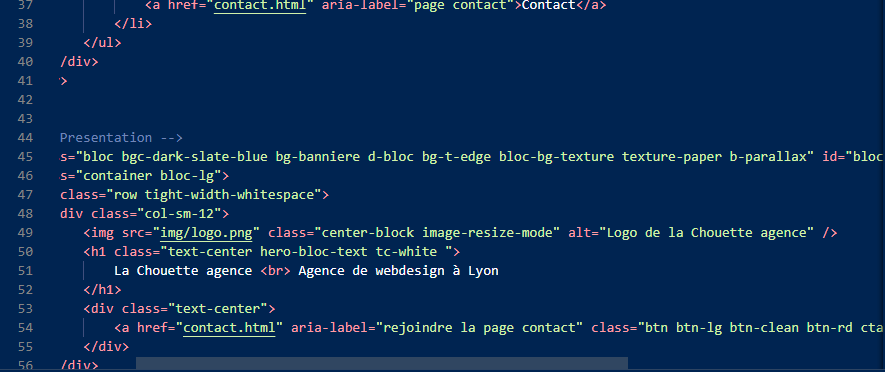 37 <a href="contact.html" aria-label="page contact">Contact</a>
38 </li>
39 </ul>
40 /div>
41 >
42
43
44 Presentation -->
45 s="bloc bgc-dark-slate-blue bg-banniere d-bloc bg-t-edge bloc-bg-texture texture-paper b-parallax" id="bloc
46 s="container bloc-lg">
47 class="row tight-width-whitespace">
48 div class="col-sm-12">
49 <img src="img/logo.png" class="center-block image-resize-mode" alt="Logo de la Chouette agence" />
50 <h1 class="text-center hero-bloc-text tc-white ">
51 La Chouette agence <br> Agence de webdesign à Lyon
52 </h1>
53 <div class="text-center">
54 <a href="contact.html" aria-label="rejoindre la page contact" class="btn btn-lg btn-clean btn-rd cta
55 </div>
56 /div>